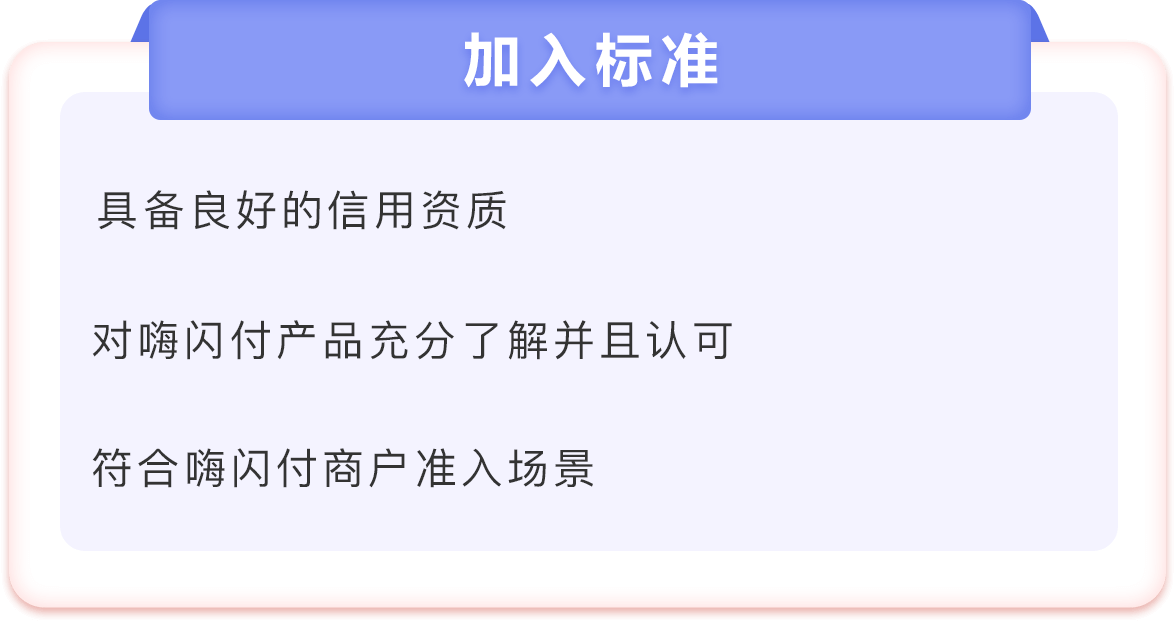 加入标准
具备良好的信用资质
对嗨闪付产品充分了解并且认可
符合嗨闪付商户准入场景